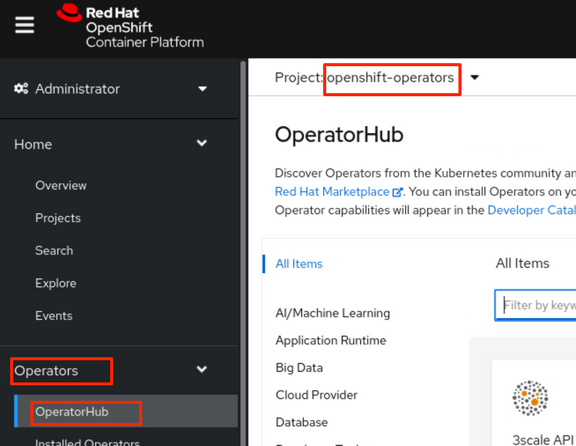 Red Hat
OpenShift
Container Platform
Administrator
Home
Overview
Projects
Search
Explore
Events
Operators
OperatorHub
Installed Operators
Project: openshift-operators
OperatorHub
Discover Operators from the Kubernetes community an
Red Hat Marketplace. You can install Operators on yo
Operator capabilities will appear in the Developer Catal
All Items
AI/Machine Learning
Application Runtime
Big Data
Cloud Provider
Database
All Items
Filter by keyw
3scale API